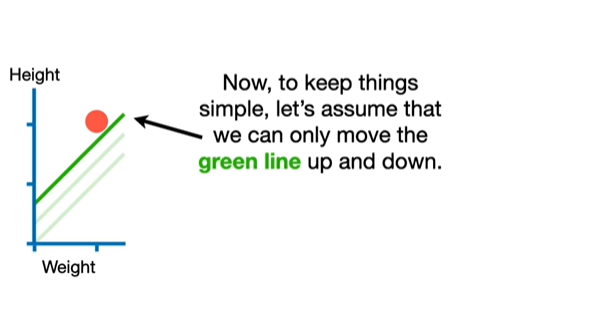 Height
Now, to keep things
simple, let's assume that
we can only move the
green line up and down.
Weight